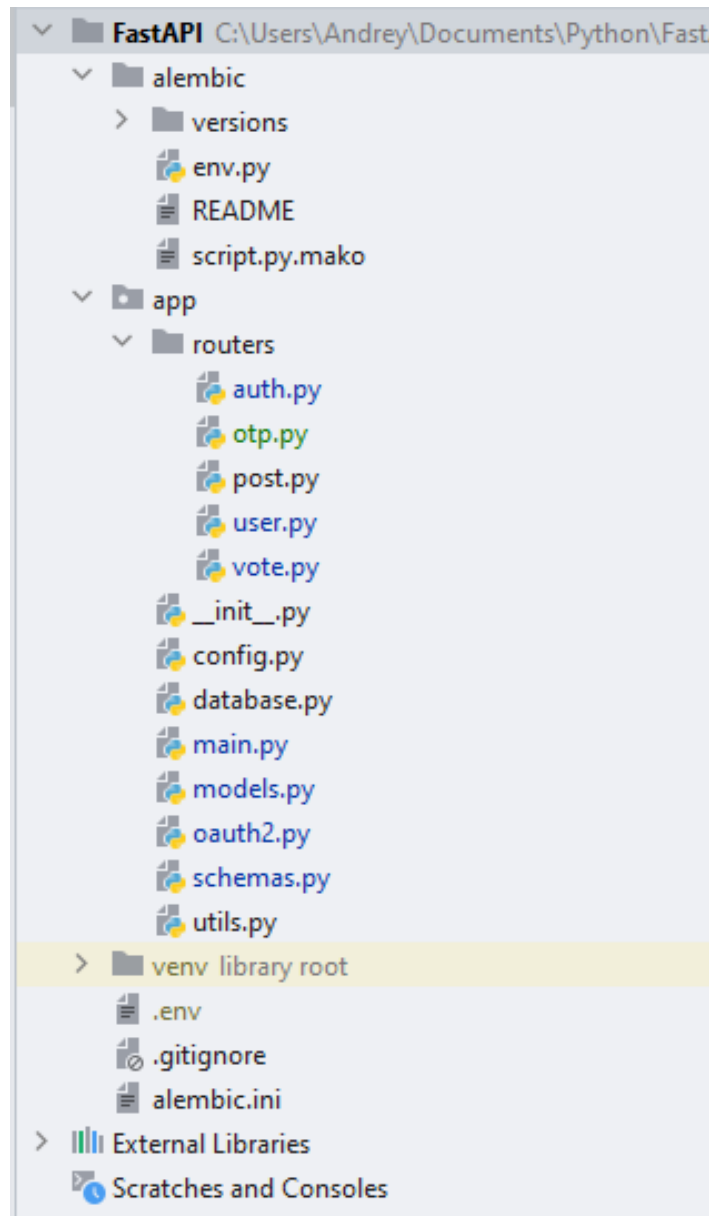 FastAPI C:\Users\Andrey\Documents\Python\Fast
alembic
versions
env.py
README
script.py.mako
app
routers
auth.py
otp.py
post.py
user.py
vote.py
__init__.py
config.py
database.py
main.py
models.py
oauth2.py
schemas.py
utils.py
venv library root
.env
.gitignore
alembic.ini
External Libraries
Scratches and Consoles